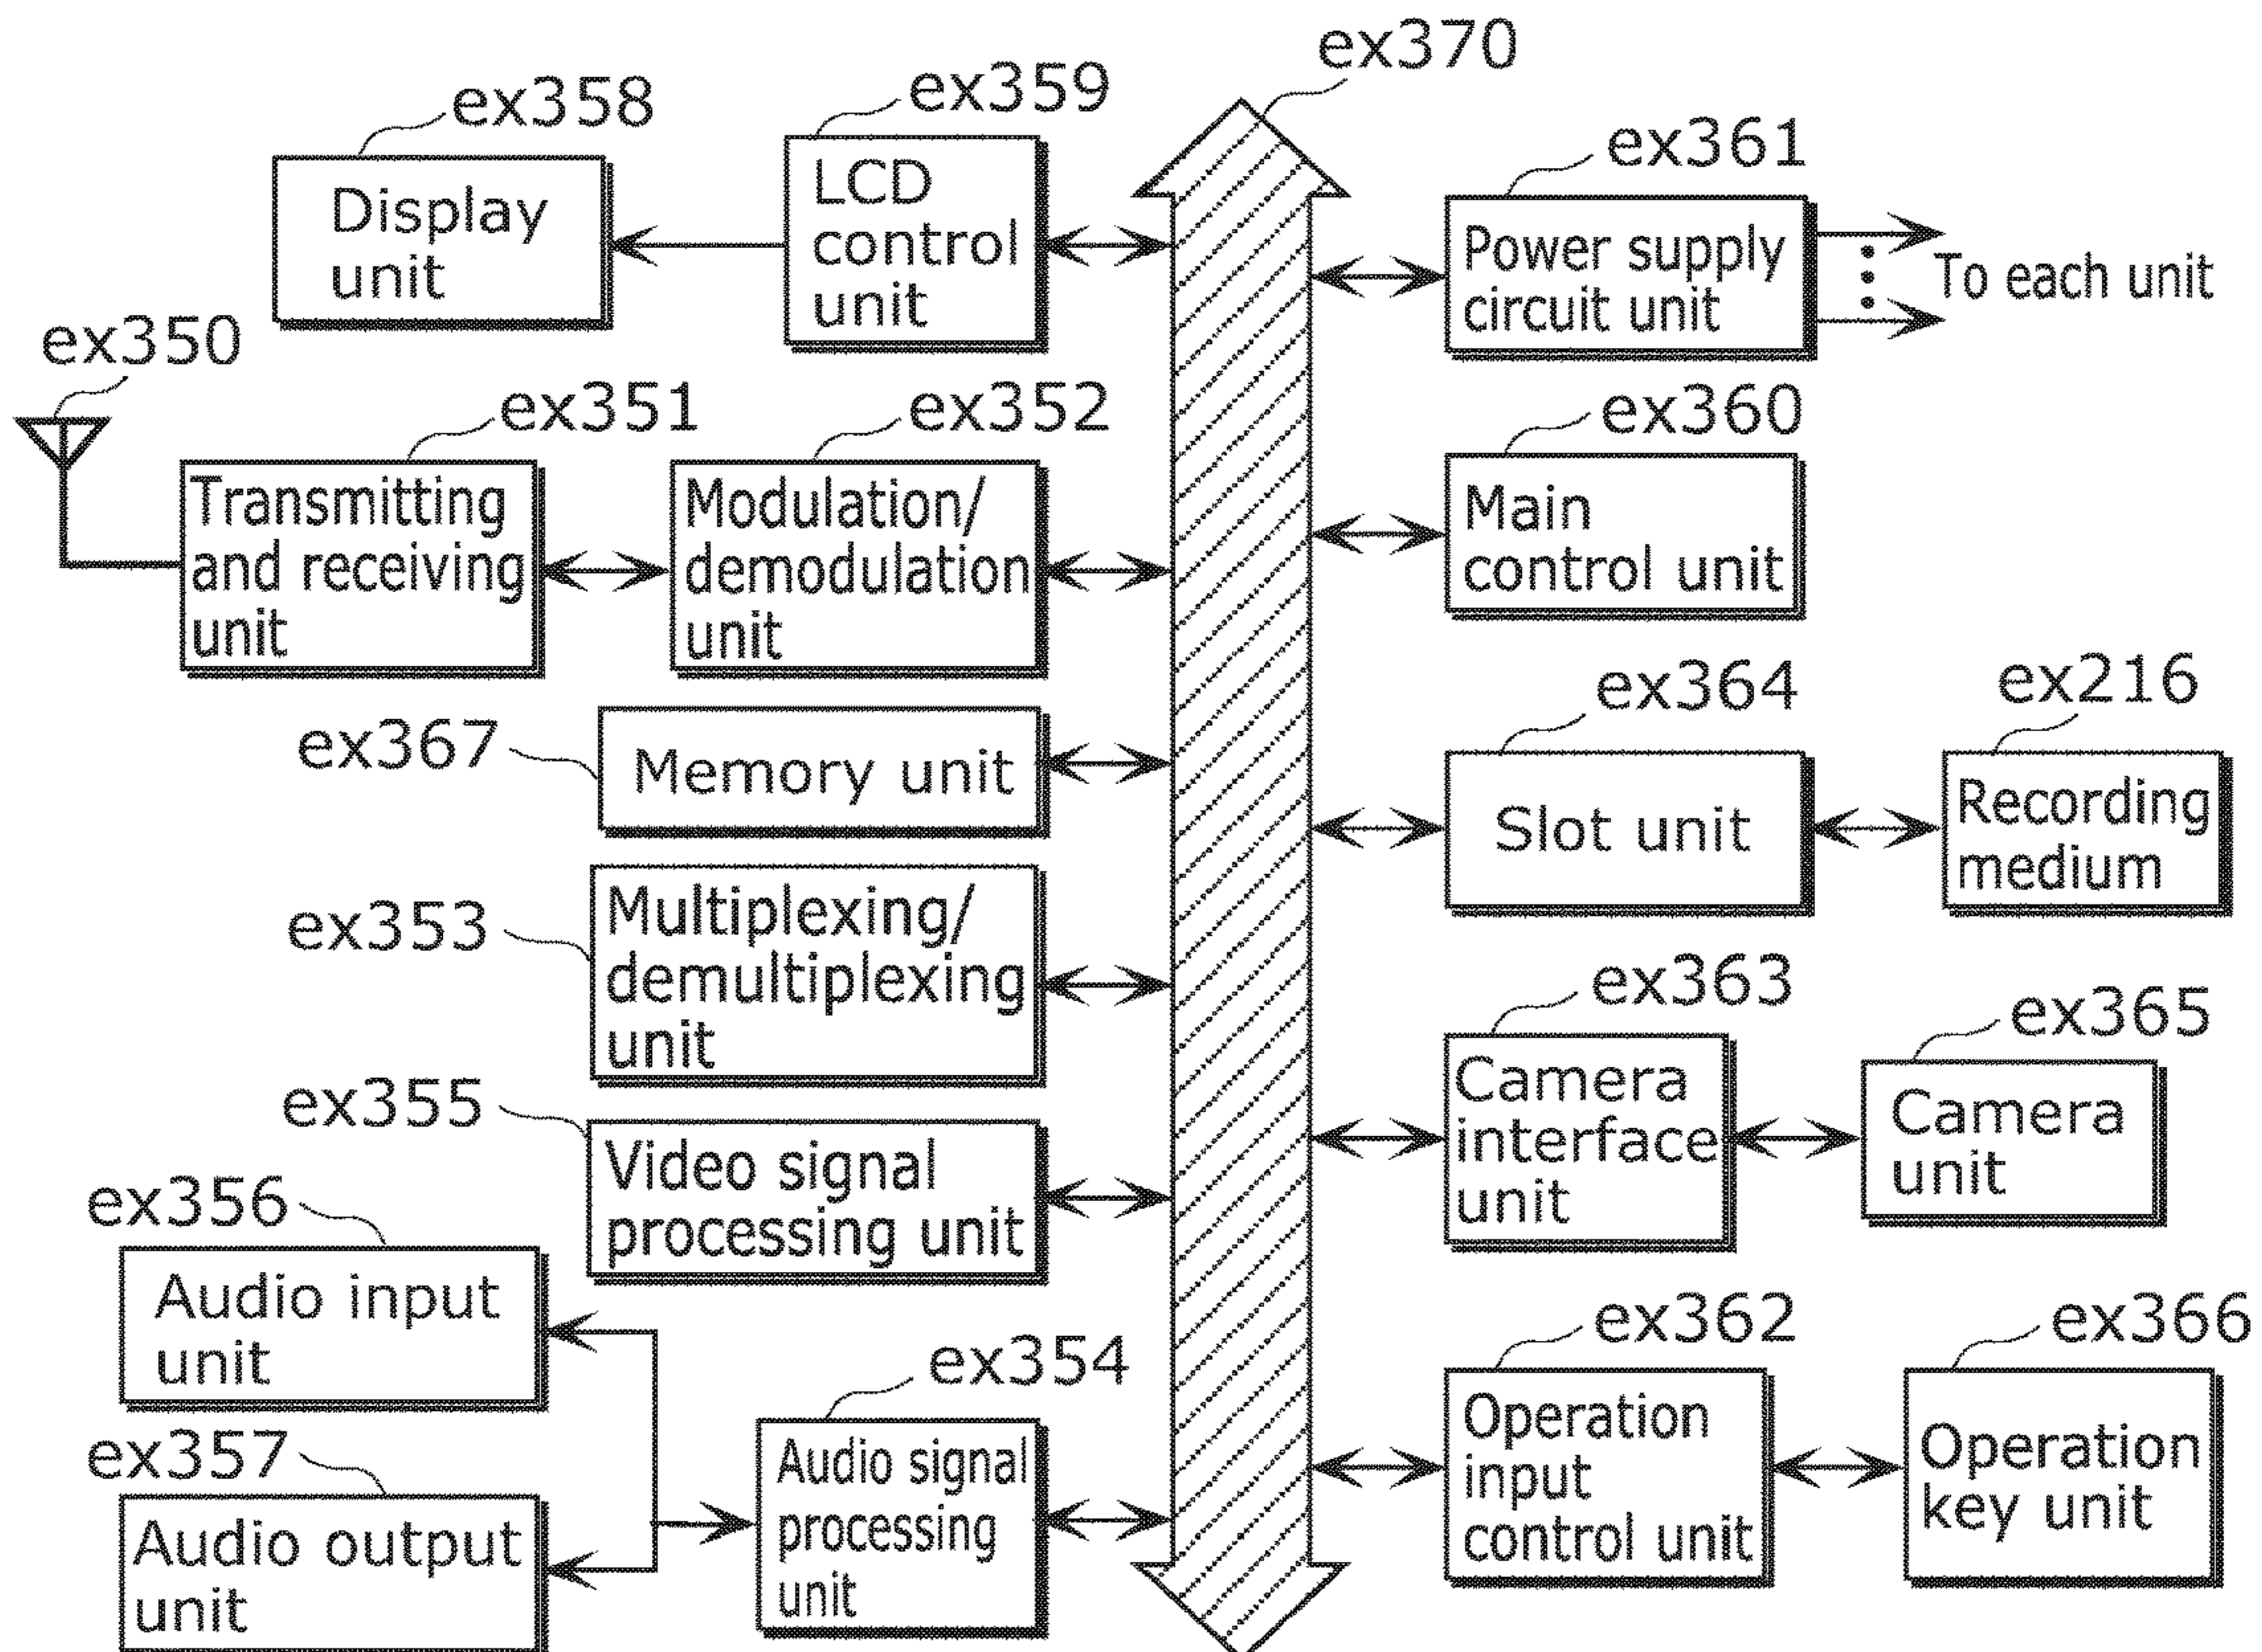 ex370
ex358
ex359
ex361
Display
unit
LCD
control
unit
Power supply
circuit unit
To each unit
ex350
ex351
ex352
ex360
Transmitting
and receiving
unit
Modulation/
demodulation
unit
Main
control unit
ex367
Memory unit
ex364
ex216
Slot unit
Recording
medium
ex353
Multiplexing/
demultiplexing
unit
ex363
ex365
Camera
interface
unit
Camera
unit
ex355
Video signal
processing unit
ex356
Audio input
unit
ex357
Audio output
unit
ex354
Audio signal
processing
unit
ex362
ex366
Operation
input
control unit
Operation
key unit